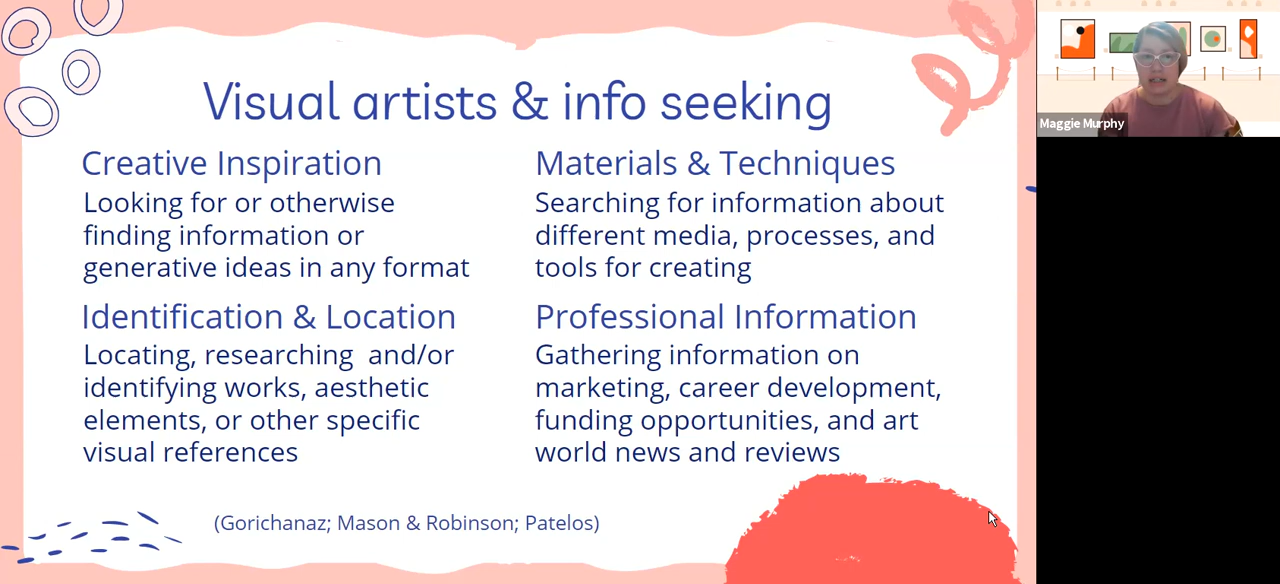 Visual artists & info seeking
Creative Inspiration
Looking for or otherwise
finding information or
generative ideas in any format
Identification & Location
Locating, researching and/or
identifying works, aesthetic
elements, or other specific
visual references
Materials & Techniques
Searching for information about
different media, processes, and
tools for creating
Professional Information
Gathering information on
marketing, career development,
funding opportunities, and art
world news and reviews
(Gorichanaz; Mason & Robinson; Patelos)
Maggie Murphy